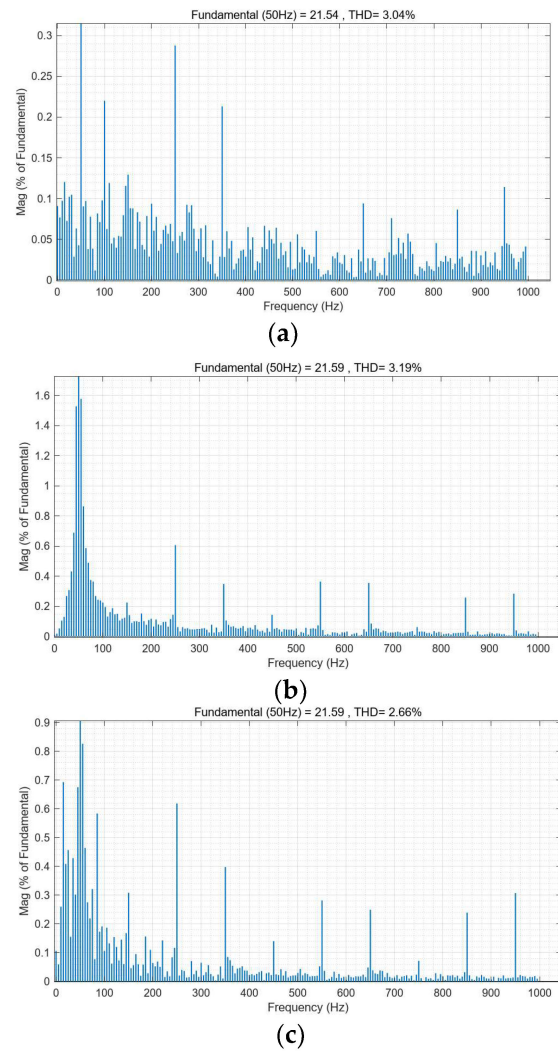 Fundamental (50Hz) = 21.54 , THD= 3.04%
0.3
0.25
0.2
0.15
0.1
0.05
0
Mag (% of Fundamental)
0 100 200 300 400 500 600 700 800 900 1000
Frequency (Hz)
(a)
Fundamental (50Hz) = 21.59 , THD= 3.19%
1.6
1.4
1.2
1
0.8
0.6
0.4
0.2
0
Mag (% of Fundamental)
0 100 200 300 400 500 600 700 800 900 1000
Frequency (Hz)
(b)
Fundamental (50Hz) = 21.59 , THD= 2.66%
0.9
0.8
0.7
0.6
0.5
0.4
0.3
0.2
0.1
0
Mag (% of Fundamental)
0 100 200 300 400 500 600 700 800 900 1000
Frequency (Hz)
(c)